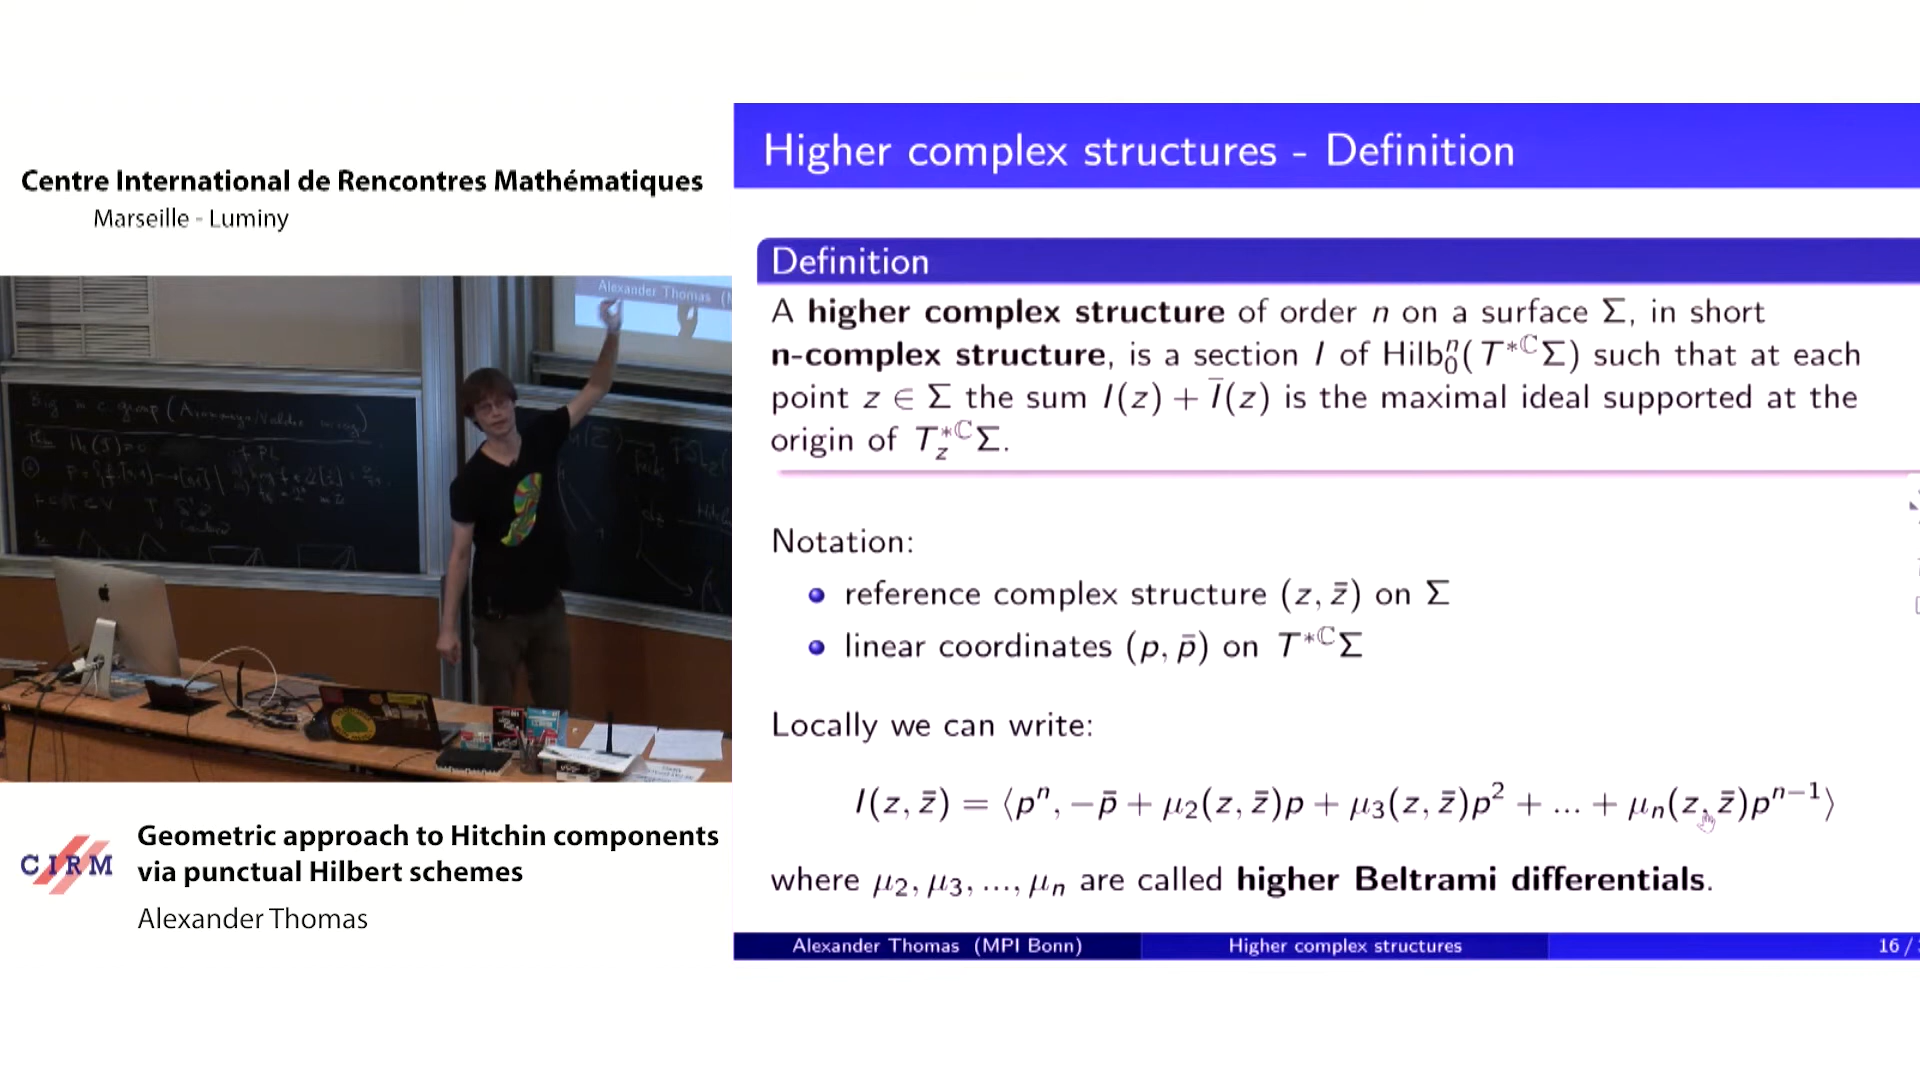 Centre International de Rencontres Mathématiques
Marseille - Luminy
Alexander Thomas
CIRM
Geometric approach to Hitchin components
via punctual Hilbert schemes
Alexander Thomas
Higher complex structures - Definition
Definition
A higher complex structure of order n on a surface Σ, in short
n-complex structure, is a section I of Hilbⁿ₀(T*ℂΣ) such that at each
point z ∈ Σ the sum I(z) + Ī(z) is the maximal ideal supported at the
origin of T*ℂ_zΣ.
Notation:
reference complex structure (z, z̄) on Σ
linear coordinates (p, p̄) on T*ℂΣ
Locally we can write:
I(z, z̄) = ⟨pⁿ, −p̄ + μ₂(z, z̄)p + μ₃(z, z̄)p² + ... + μₙ(z, z̄)pⁿ⁻¹⟩
where μ₂, μ₃, ..., μₙ are called higher Beltrami differentials.
Alexander Thomas (MPI Bonn)
Higher complex structures
16 /